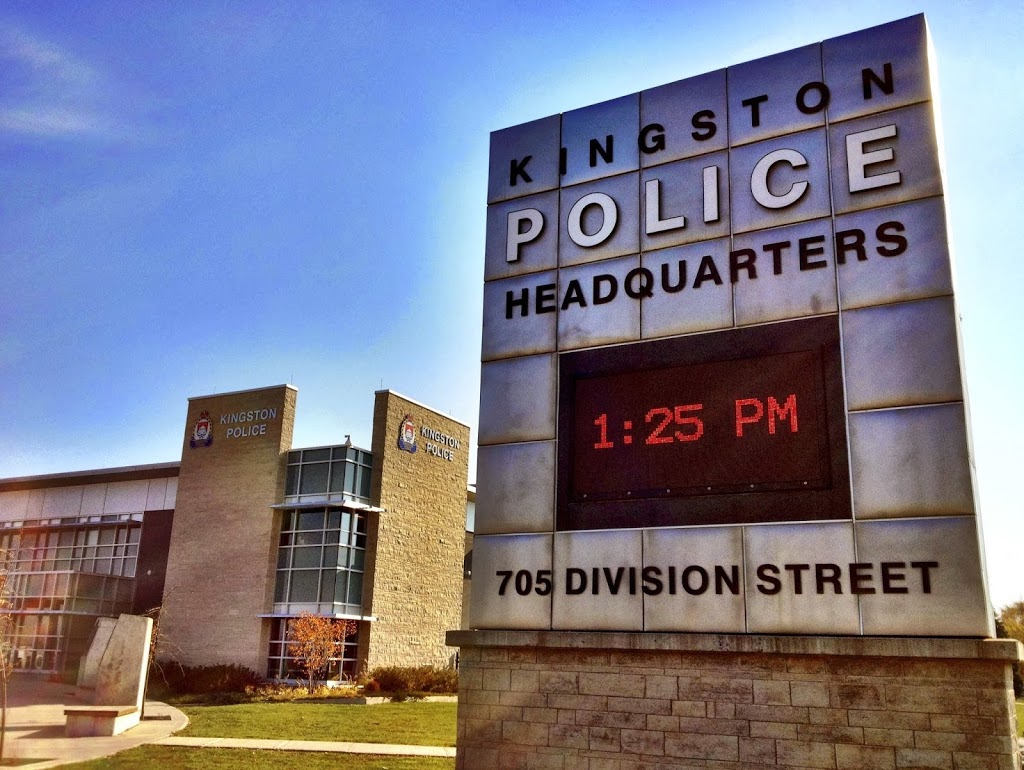 KINGSTON
POLICE
HEADQUARTERS
1:25 PM
705 DIVISION STREET
KINGSTON
POLICE
KINGSTON
POLICE